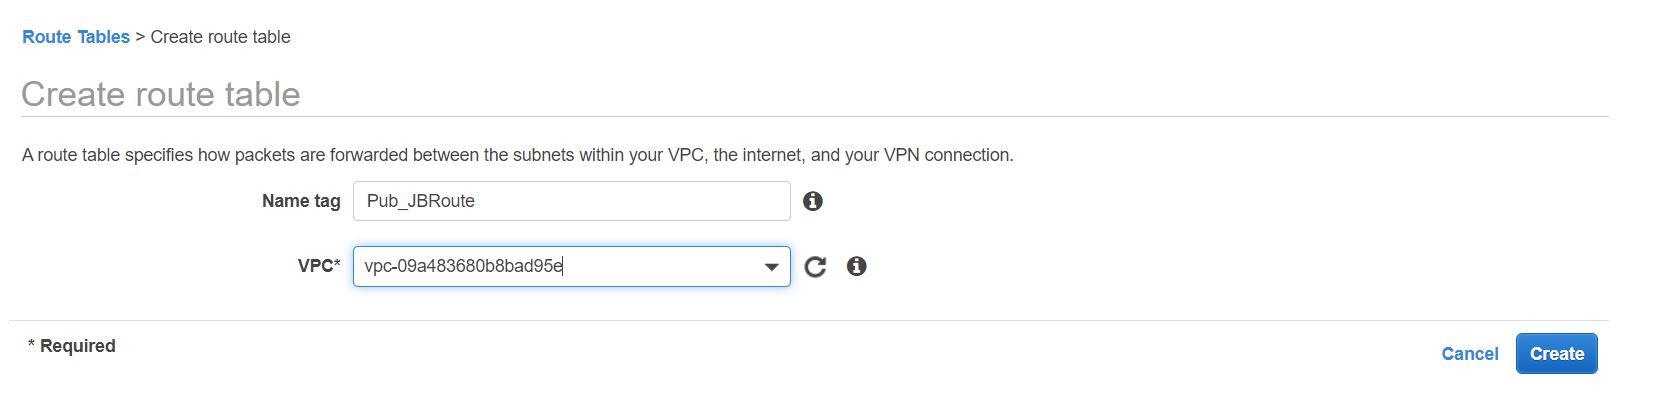 Route Tables > Create route table
Create route table
A route table specifies how packets are forwarded between the subnets within your VPC, the internet, and your VPN connection.
Name tag Pub_JBRoute
VPC* vpc-09a483680b8bad95e
* Required
Cancel Create